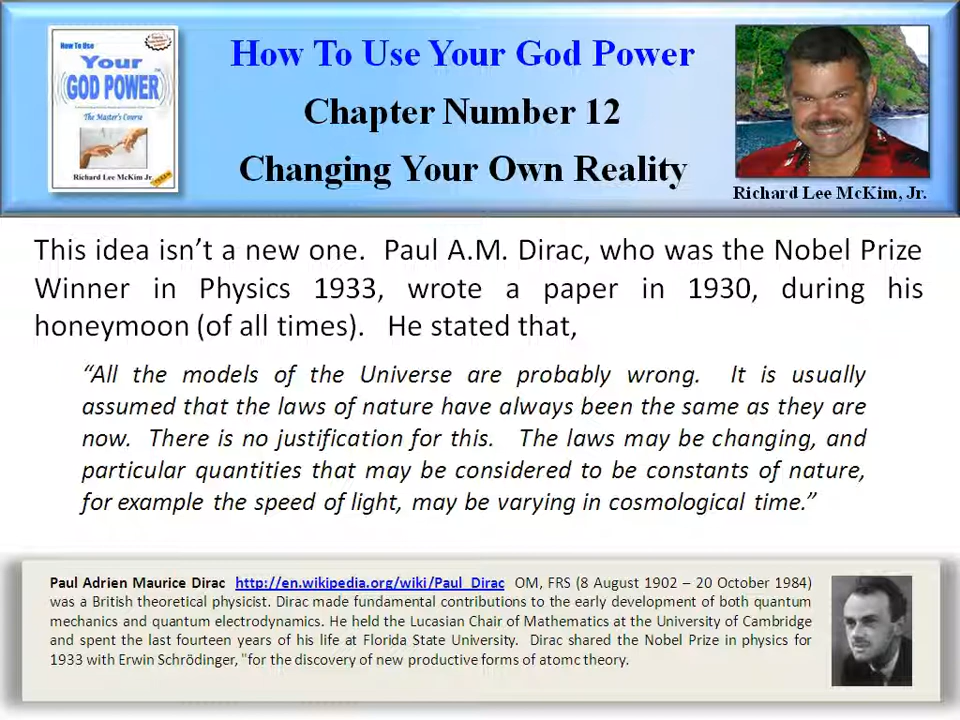 How To Use Your God Power
Chapter Number 12
Changing Your Own Reality
How To Use
Your
GOD POWER
The Master's Course
Richard Lee McKim Jr.
Richard Lee McKim, Jr.
This idea isn’t a new one. Paul A.M. Dirac, who was the Nobel Prize
Winner in Physics 1933, wrote a paper in 1930, during his
honeymoon (of all times). He stated that,
“All the models of the Universe are probably wrong. It is usually
assumed that the laws of nature have always been the same as they are
now. There is no justification for this. The laws may be changing, and
particular quantities that may be considered to be constants of nature,
for example the speed of light, may be varying in cosmological time.”
Paul Adrien Maurice Dirac http://en.wikipedia.org/wiki/Paul_Dirac OM, FRS (8 August 1902 – 20 October 1984)
was a British theoretical physicist. Dirac made fundamental contributions to the early development of both quantum
mechanics and quantum electrodynamics. He held the Lucasian Chair of Mathematics at the University of Cambridge
and spent the last fourteen years of his life at Florida State University. Dirac shared the Nobel Prize in physics for
1933 with Erwin Schrödinger, "for the discovery of new productive forms of atomc theory.